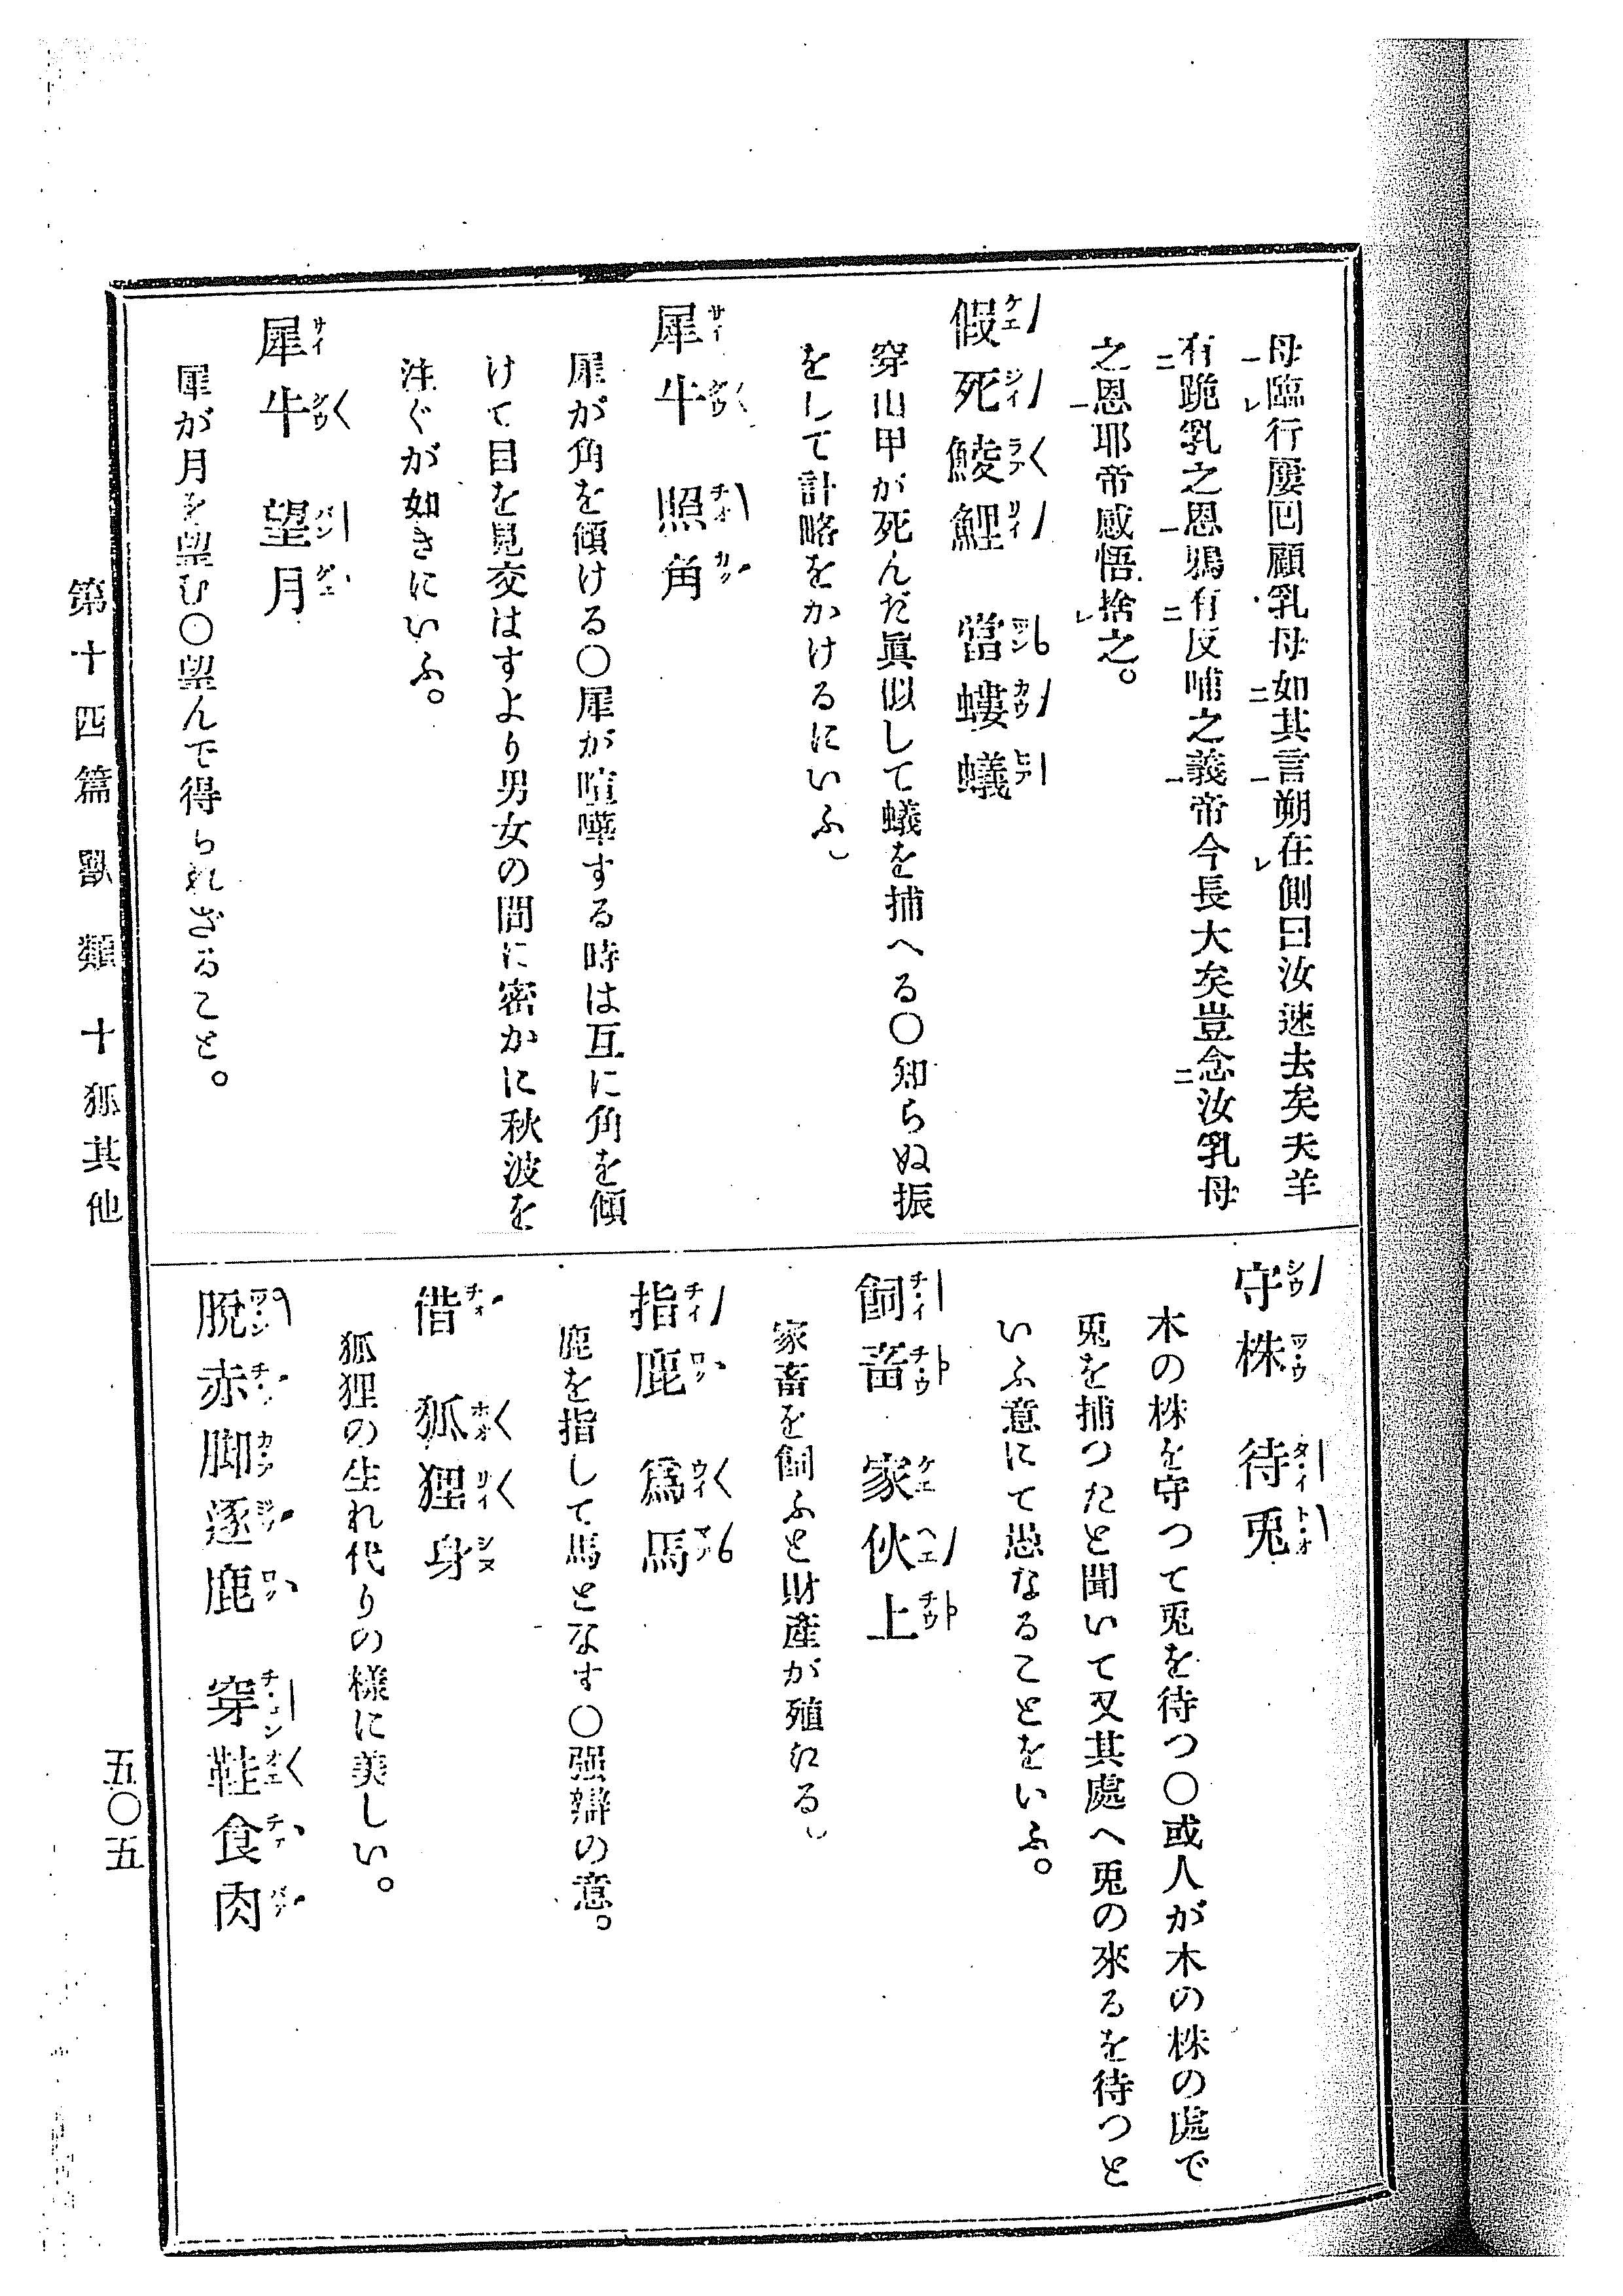 母臨行屢囘顧乳母如其言朔在側曰汝速去矣夫羊
有跪乳之恩鴉有反哺之義帝今長大矣豈念汝乳母
之恩耶帝感悟捨之。
假死鯪鯉　當螻蟻
穿山甲が死んだ眞似して蟻を捕へる〇知らぬ振
をして計略をかけるにいふ。
犀牛　照角
犀が角を傾ける〇犀が喧嘩する時は互に角を傾
けて目を見交はすより男女の間に密かに秋波を
注ぐが如きにいふ。
犀牛　望月
犀が月を望む〇望んで得られざること。
守株　待兎
木の株を守つて兎を待つ〇或人が木の株の處で
兎を捕つたと聞いて又其處へ兎の來るを待つと
いふ意にて愚なることをいふ。
飼畜　家伙上
家畜を飼ふと財產が殖える。
指鹿　爲馬
鹿を指して馬となす〇强辯の意。
借　狐狸身
狐狸の生れ代りの樣に美しい。
脫赤脚逐鹿　穿鞋食肉
第十四篇　獸類　十　狐其他
五〇五